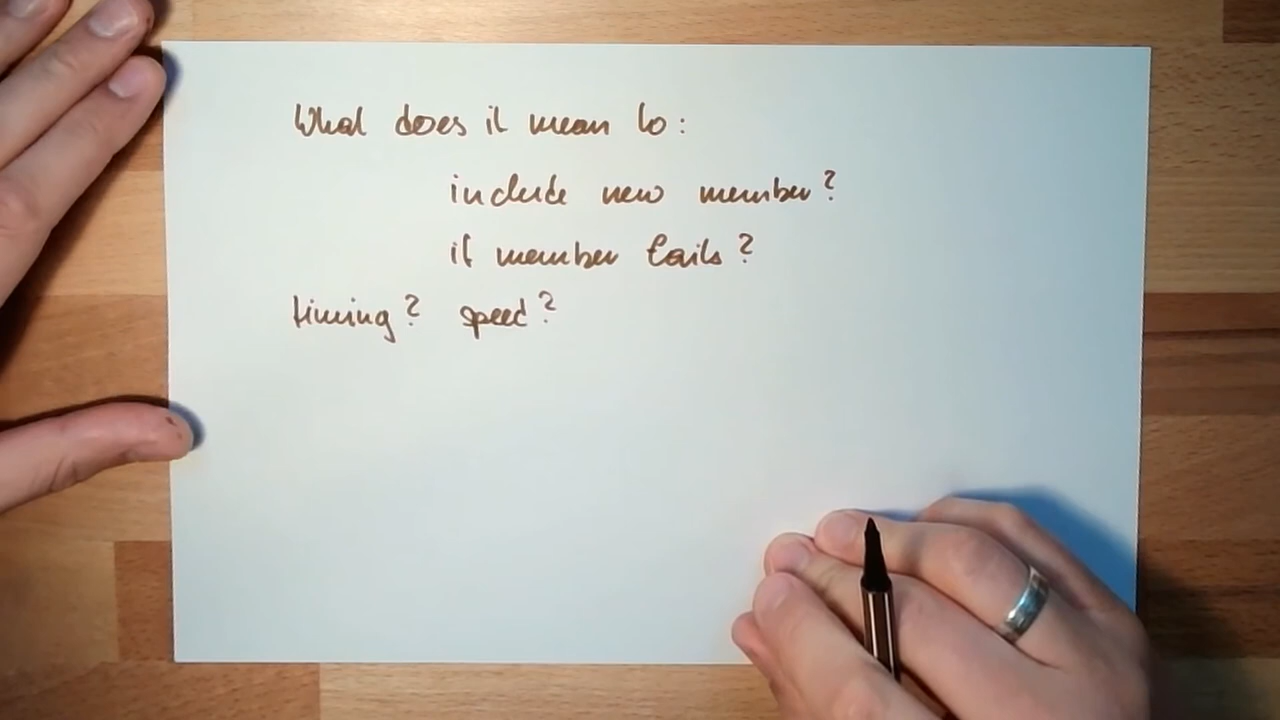 What does it mean to:
include new member?
if member fails?
timing? speed?